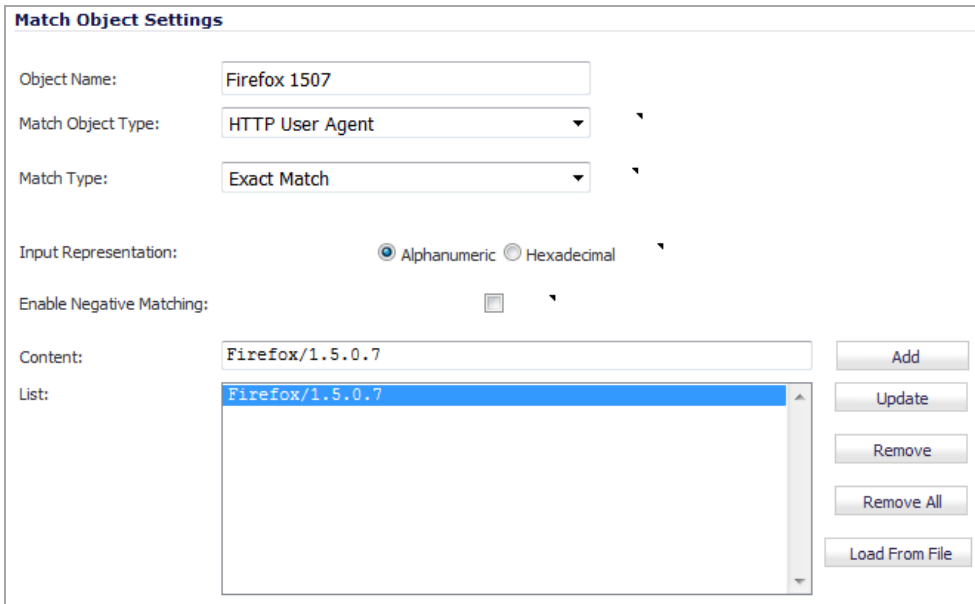 Match Object Settings
Object Name: Firefox 1507
Match Object Type: HTTP User Agent
Match Type: Exact Match
Input Representation: Alphanumeric Hexadecimal
Enable Negative Matching:
Content: Firefox/1.5.0.7 Add
List: Firefox/1.5.0.7 Update
Remove
Remove All
Load From File